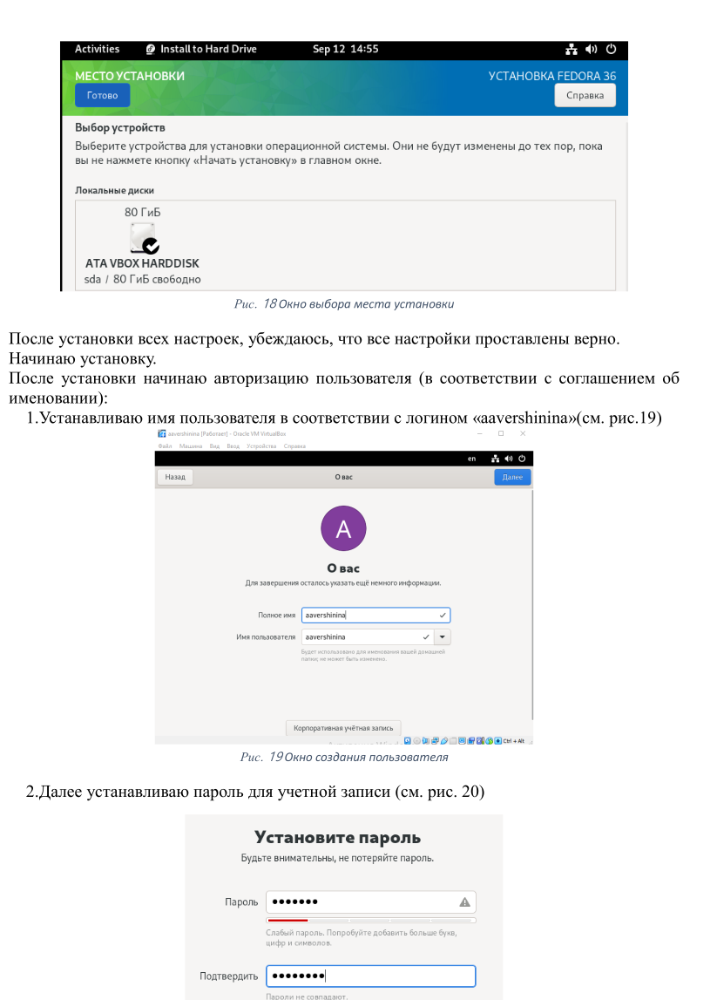 Activities Install to Hard Drive Sep 12 14:55
МЕСТО УСТАНОВКИ УСТАНОВКА FEDORA 36
Готово Справка
Выбор устройств
Выберите устройства для установки операционной системы. Они не будут изменены до тех пор, пока
вы не нажмете кнопку «Начать установку» в главном окне.
Локальные диски
80 ГиБ
ATA VBOX HARDDISK
sda / 80 ГиБ свободно
Рис. 18 Окно выбора места установки
После установки всех настроек, убеждаюсь, что все настройки проставлены верно.
Начинаю установку.
После установки начинаю авторизацию пользователя (в соответствии с соглашением об
именовании):
1.Устанавливаю имя пользователя в соответствии с логином «aavershinina»(см. рис.19)
aavershinina [Работает] - Oracle VM VirtualBox
Файл Машина Вид Ввод Устройства Справка
en
Назад О вас Далее
A
О вас
Для завершения осталось указать ещё немного информации.
Полное имя aavershinina
Имя пользователя aavershinina
Будет использовано для именования вашей домашней
папки; не может быть изменено.
Корпоративная учётная запись
Ctrl + Alt
Рис. 19 Окно создания пользователя
2.Далее устанавливаю пароль для учетной записи (см. рис. 20)
Установите пароль
Будьте внимательны, не потеряйте пароль.
Пароль ●●●●●●●
Слабый пароль. Попробуйте добавить больше букв,
цифр и символов.
Подтвердить ●●●●●●●●
Пароли не совпадают.